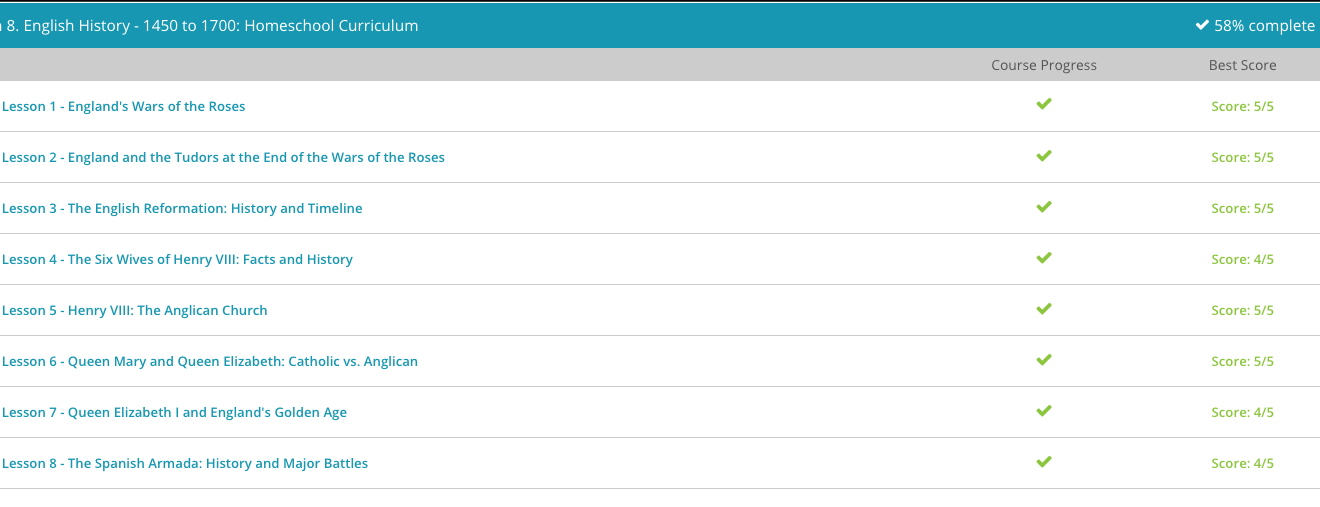 8. English History - 1450 to 1700: Homeschool Curriculum 58% complete
Course Progress Best Score
Lesson 1 - England's Wars of the Roses Score: 5/5
Lesson 2 - England and the Tudors at the End of the Wars of the Roses Score: 5/5
Lesson 3 - The English Reformation: History and Timeline Score: 5/5
Lesson 4 - The Six Wives of Henry VIII: Facts and History Score: 4/5
Lesson 5 - Henry VIII: The Anglican Church Score: 5/5
Lesson 6 - Queen Mary and Queen Elizabeth: Catholic vs. Anglican Score: 5/5
Lesson 7 - Queen Elizabeth I and England's Golden Age Score: 4/5
Lesson 8 - The Spanish Armada: History and Major Battles Score: 4/5